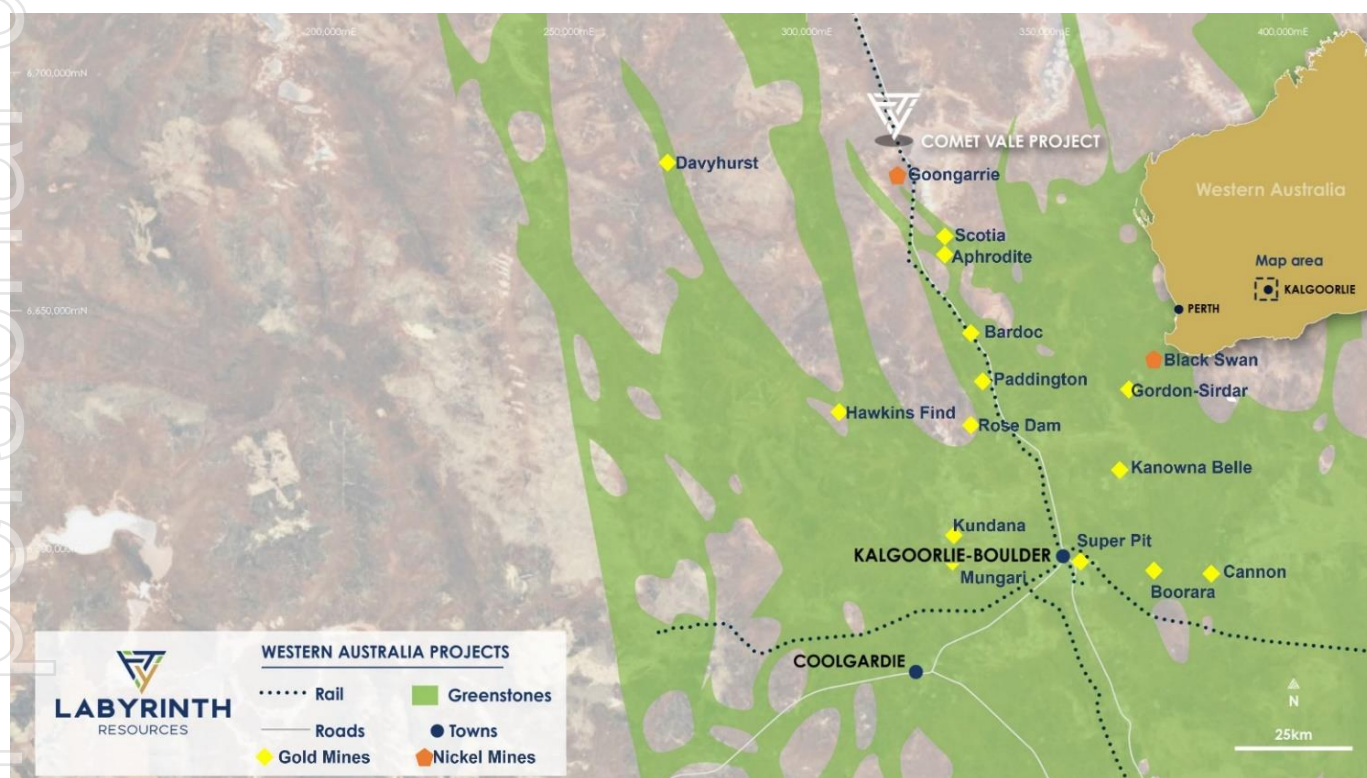 200,000mE
250,000mE
300,000mE
350,000mE
400,000mE
6,700,000mN
6,650,000mN
COMET VALE PROJECT
Davyhurst
Goongarrie
Scotia
Aphrodite
Bardoc
Paddington
Hawkins Find
Rose Dam
Black Swan
Gordon-Sirdar
Kanowna Belle
Kundana
KALGOORLIE-BOULDER
Super Pit
Mungari
Boorara
Cannon
COOLGARDIE
Western Australia
Map area
KALGOORLIE
PERTH
LABYRINTH
RESOURCES
WESTERN AUSTRALIA PROJECTS
Rail
Greenstones
Roads
Towns
Gold Mines
Nickel Mines
N
25km